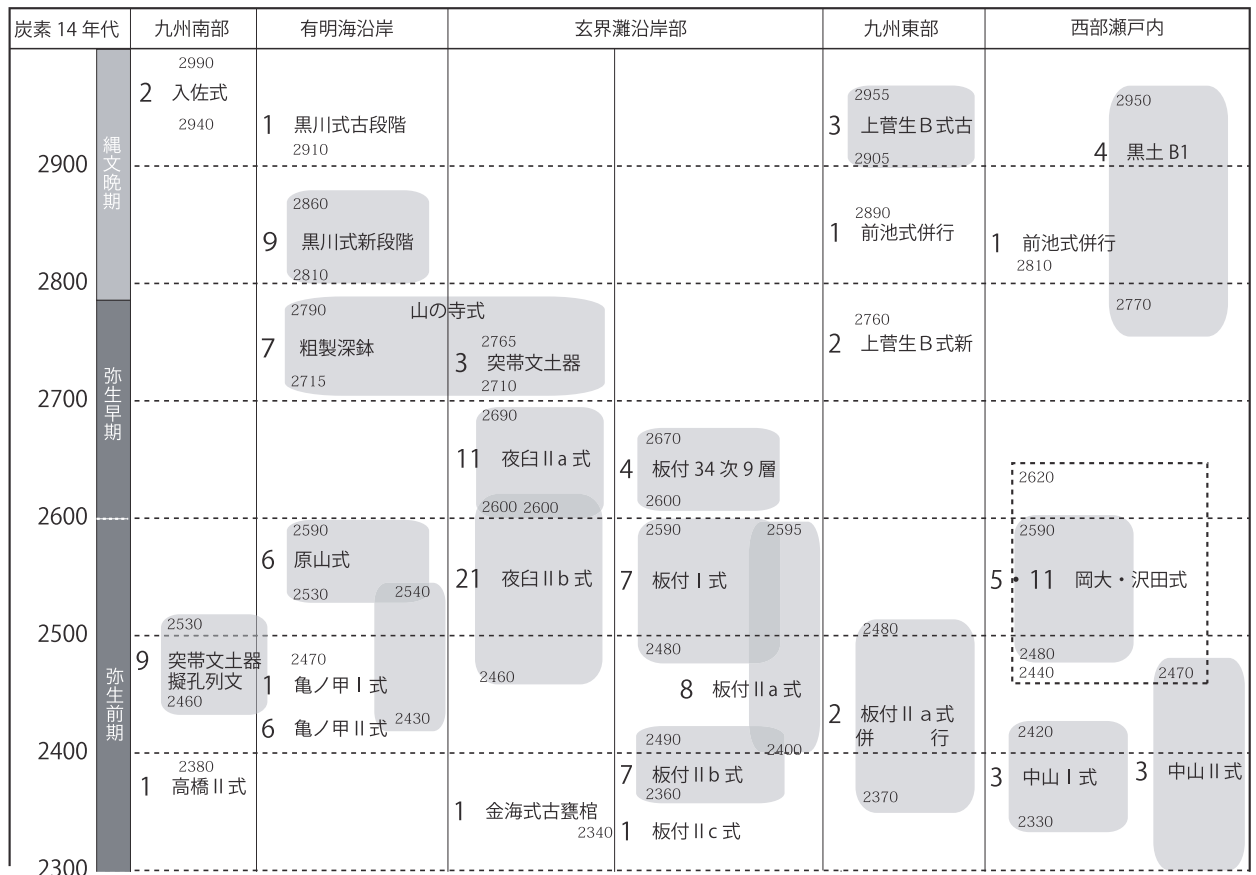 炭素 14 年代 九州南部 有明海沿岸 玄界灘沿岸部 九州東部 西部瀬戸内
縄文晩期
弥生早期
弥生前期
2900
2800
2700
2600
2500
2400
2300
2990
2 入佐式
2940
9 突帯文土器
擬孔列文
2530
2460
2380
1 高橋Ⅱ式
1 黒川式古段階
2910
2860
9 黒川式新段階
2810
山の寺式
2790
7 粗製深鉢
2715
2590
6 原山式
2530
2540
2470
1 亀ノ甲Ⅰ式
6 亀ノ甲Ⅱ式
2430
2765
3 突帯文土器
2710
2690
11 夜臼Ⅱa 式
2600 2600
21 夜臼Ⅱb 式
2460
1 金海式古甕棺
2340
2670
4 板付 34 次 9 層
2600
2590
7 板付Ⅰ式
2480
2595
8 板付Ⅱa 式
2400
2490
7 板付Ⅱb 式
2360
1 板付Ⅱc 式
2955
3 上菅生B式古
2905
2890
1 前池式併行
2760
2 上菅生B式新
2480
2 板付Ⅱa 式
併 行
2370
2950
4 黒土 B1
2770
1 前池式併行
2810
2620
2590
5・11 岡大・沢田式
2480
2440
2470
2420
3 中山Ⅰ式
2330
3 中山Ⅱ式